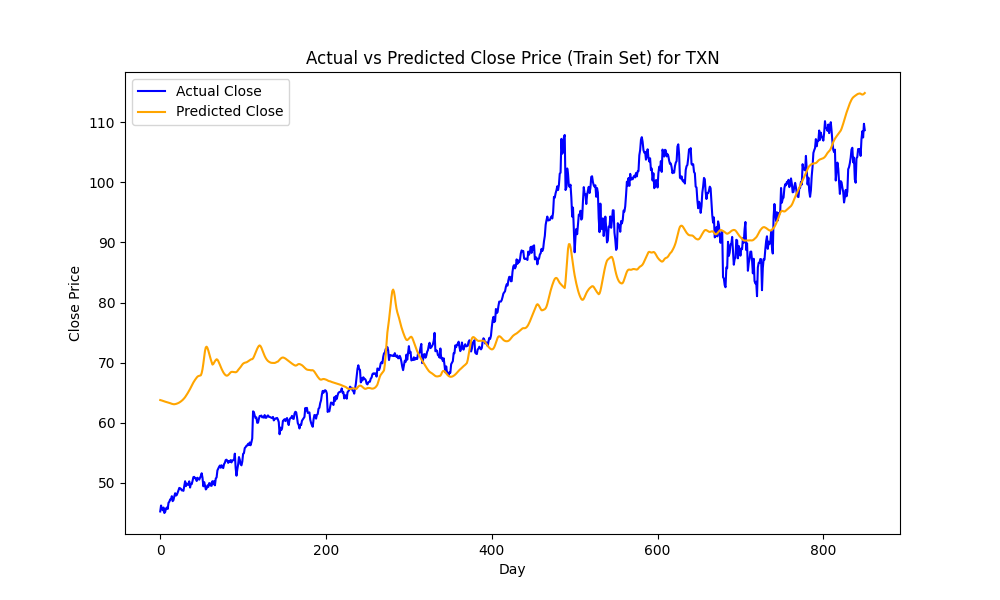 Actual vs Predicted Close Price (Train Set) for TXN
Actual Close
Predicted Close
110
100
90
80
70
60
50
Close Price
0 200 400 600 800
Day